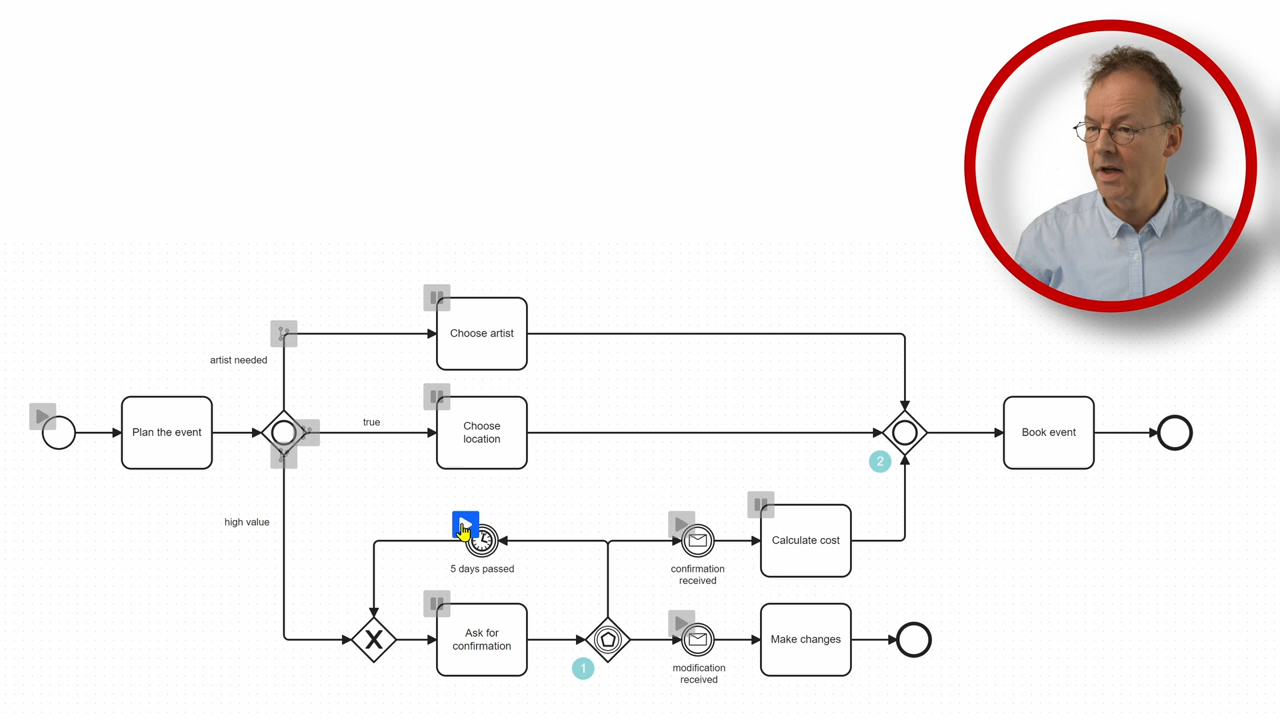 Choose artist
artist needed
Plan the event
true
Choose
location
Book event
2
high value
5 days passed
confirmation
received
Calculate cost
X
Ask for
confirmation
1
modification
received
Make changes